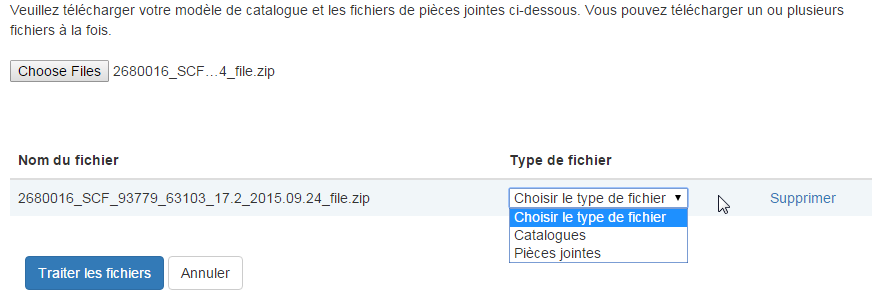 Veuillez télécharger votre modèle de catalogue et les fichiers de pièces jointes ci-dessous. Vous pouvez télécharger un ou plusieurs
fichiers à la fois.
Choose Files 2680016_SCF…4_file.zip
Nom du fichier Type de fichier
2680016_SCF_93779_63103_17.2_2015.09.24_file.zip Choisir le type de fichier Supprimer
Choisir le type de fichier
Catalogues
Pièces jointes
Traiter les fichiers Annuler